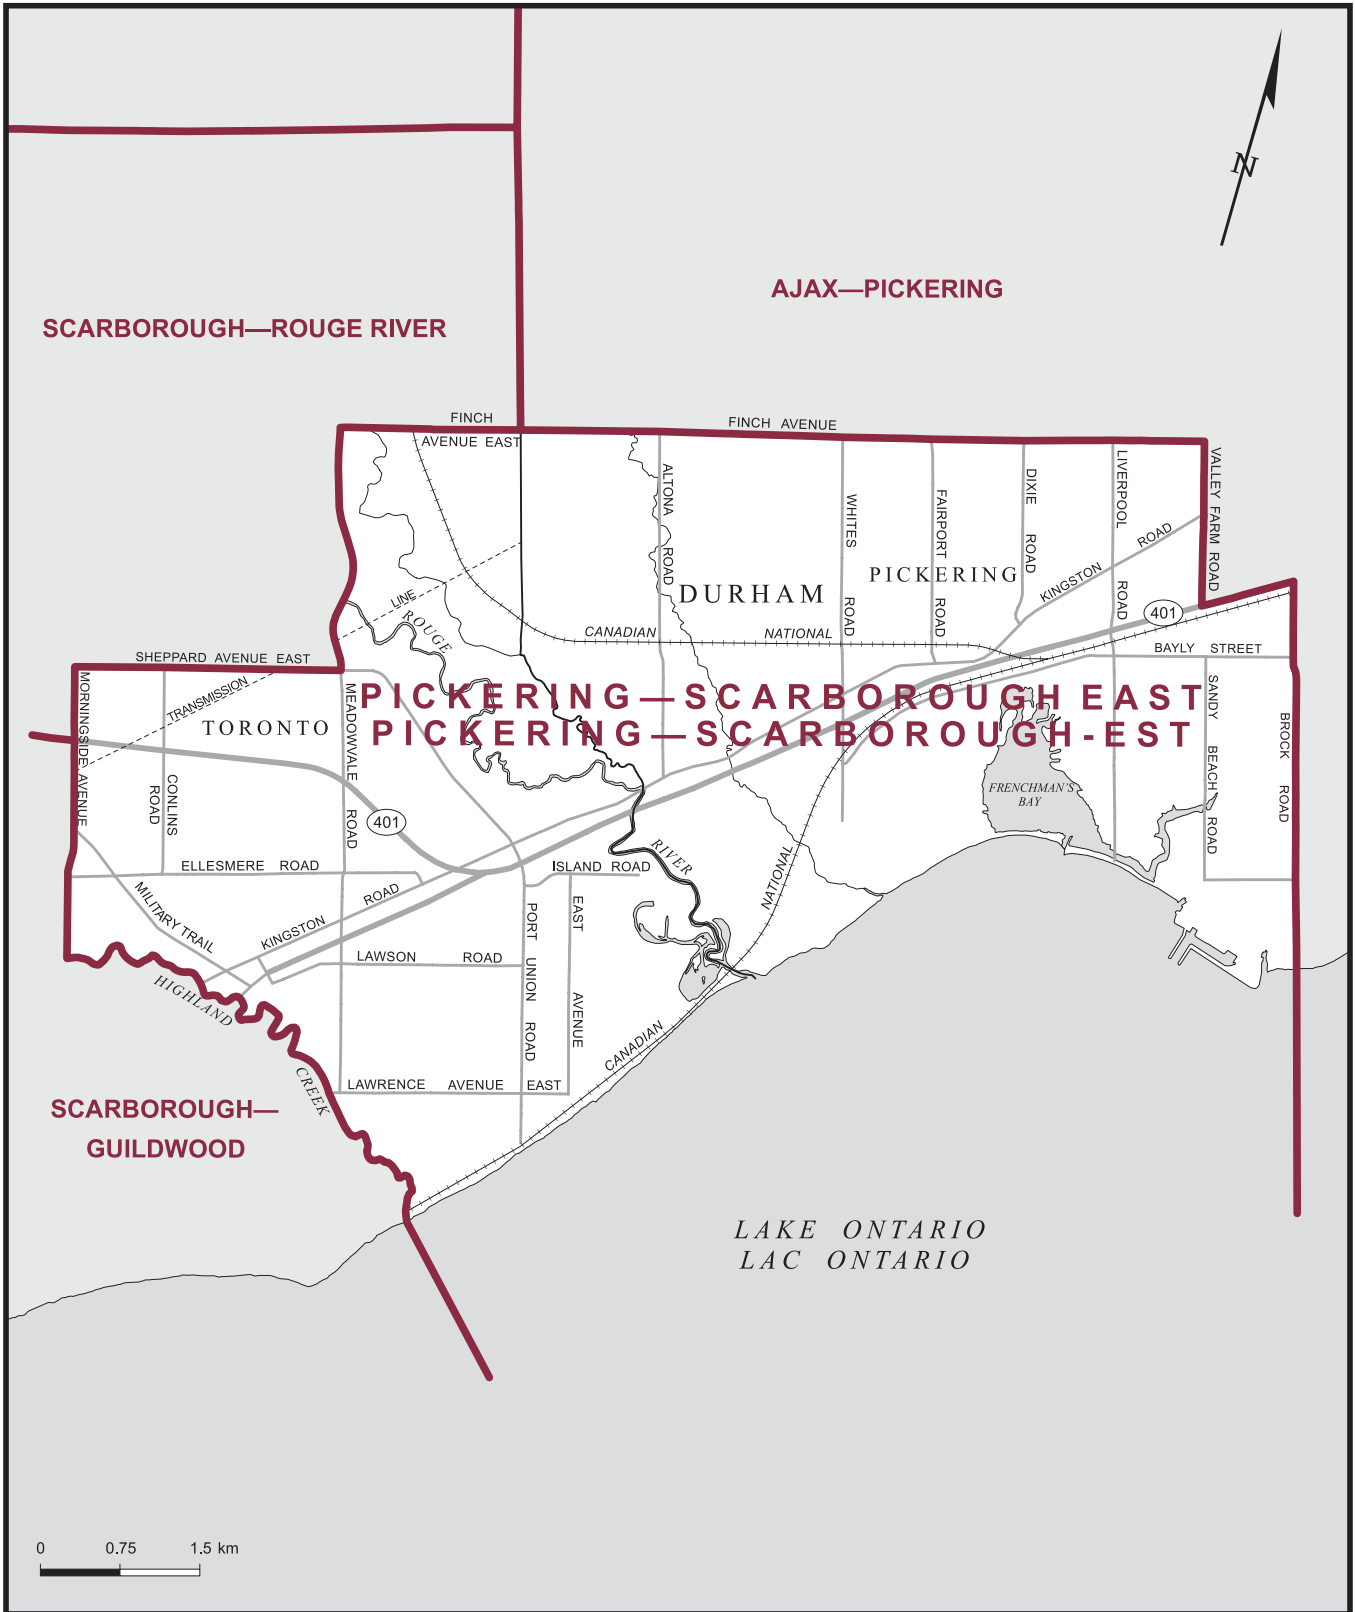 N
AJAX—PICKERING
SCARBOROUGH—ROUGE RIVER
FINCH
AVENUE EAST
FINCH AVENUE
ALTONA ROAD
WHITES ROAD
FAIRPORT ROAD
DIXIE ROAD
LIVERPOOL ROAD
VALLEY FARM ROAD
KINGSTON ROAD
PICKERING
DURHAM
LINE
ROUGE
CANADIAN NATIONAL
401
BAYLY STREET
SHEPPARD AVENUE EAST
MORNINGSIDE AVENUE
TRANSMISSION
TORONTO
MEADOWVALE ROAD
PICKERING—SCARBOROUGH EAST
PICKERING—SCARBOROUGH-EST
SANDY BEACH ROAD
BROCK ROAD
CONLINS
ROAD
401
FRENCHMAN'S
BAY
ELLESMERE ROAD
ISLAND ROAD
RIVER
NATIONAL
MILITARY TRAIL
KINGSTON ROAD
PORT UNION ROAD
EAST AVENUE
LAWSON ROAD
HIGHLAND
CREEK
CANADIAN
LAWRENCE AVENUE EAST
SCARBOROUGH—
GUILDWOOD
LAKE ONTARIO
LAC ONTARIO
0 0.75 1.5 km